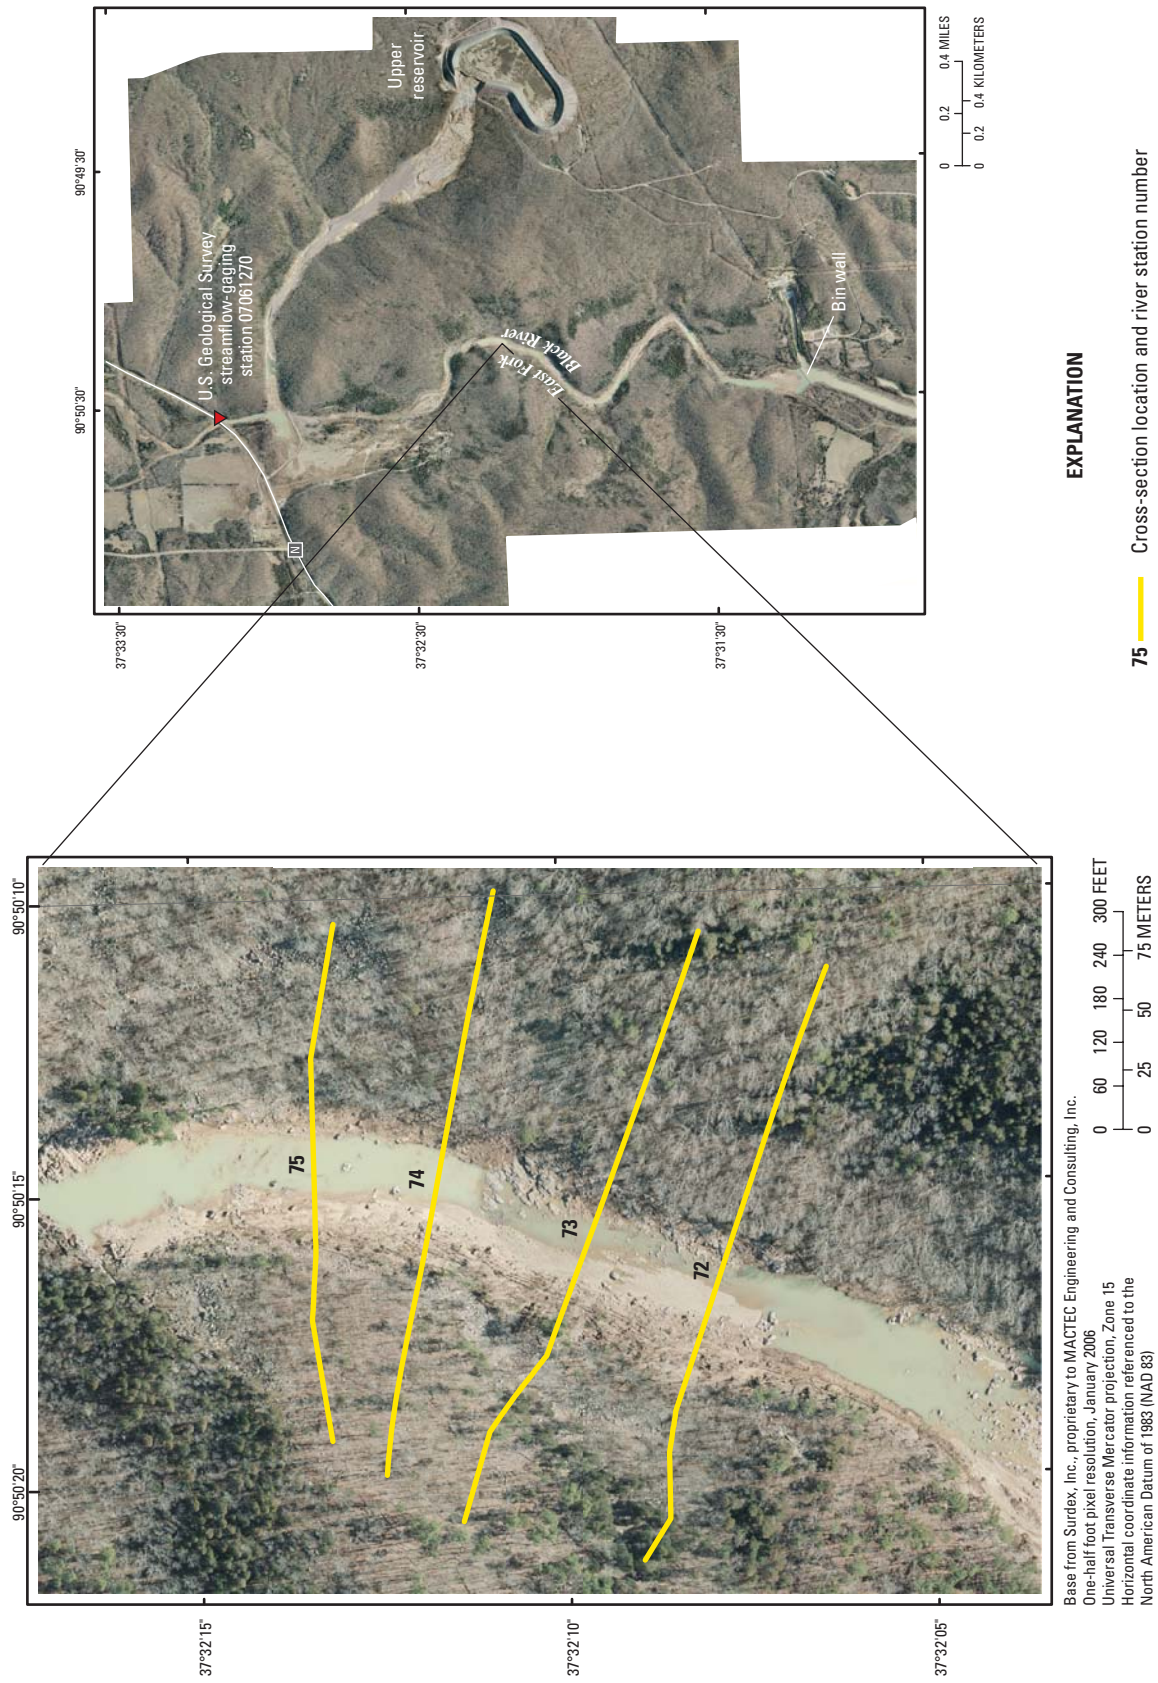 90°50'20"
90°50'15"
90°50'10"
37°32'15"
37°32'10"
37°32'05"
75
74
73
72
90°50'30"
90°49'30"
37°33'30"
37°32'30"
37°31'30"
U.S. Geological Survey
streamflow-gaging
station 07061270
Upper
reservoir
N
East Fork
Black River
Bin wall
0 0.2 0.4 MILES
0 0.2 0.4 KILOMETERS
Base from Surdex, Inc., proprietary to MACTEC Engineering and Consulting, Inc.
One-half foot pixel resolution, January 2006
Universal Transverse Mercator projection, Zone 15
Horizontal coordinate information referenced to the
North American Datum of 1983 (NAD 83)
0 60 120 180 240 300 FEET
0 25 50 75 METERS
EXPLANATION
75 Cross-section location and river station number